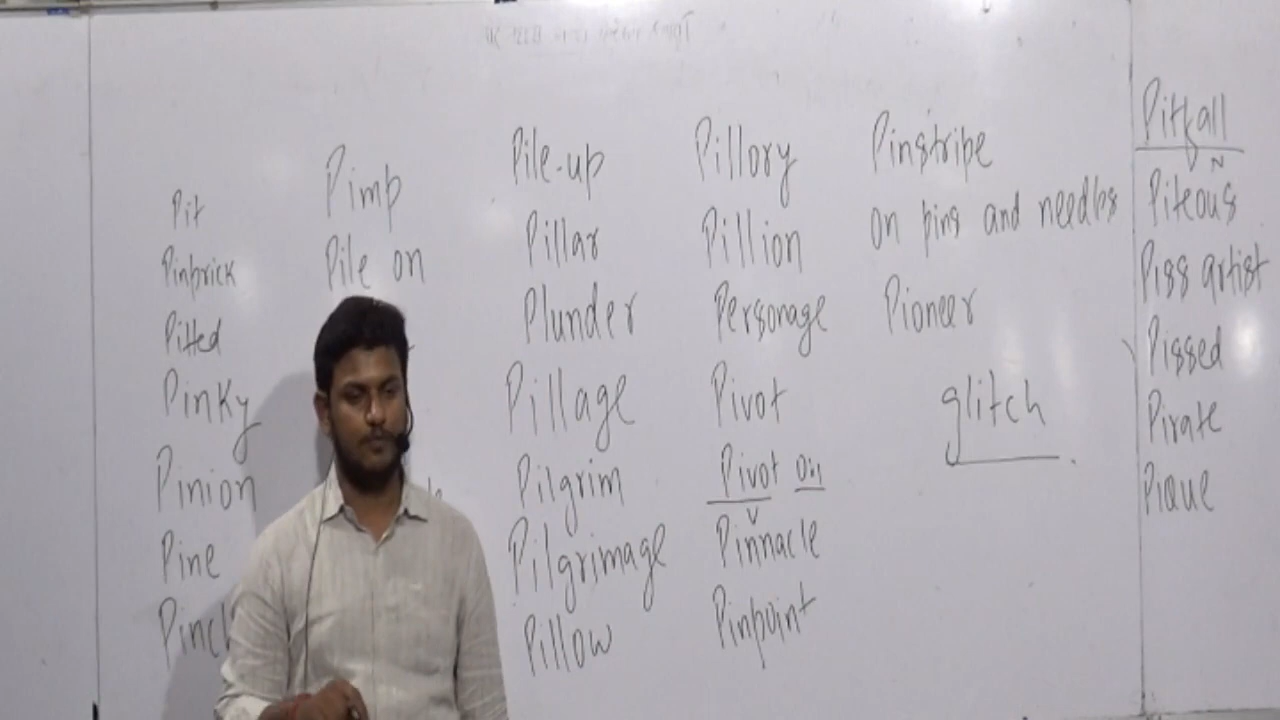 Pit
Pinprick
Pitted
Pinky
Pinion
Pine
Pimp
Pile on
Pile-up
Pillar
Plunder
Pillage
Pilgrim
Pilgrimage
Pillow
Pillory
Pillion
Personage
Pivot
Pivot on
Pinnacle
Pinpoint
Pinstripe
on pins and needles
Pioneer
glitch
Pitfall
N
Piteous
Piss artist
Pissed
Pirate
Pique